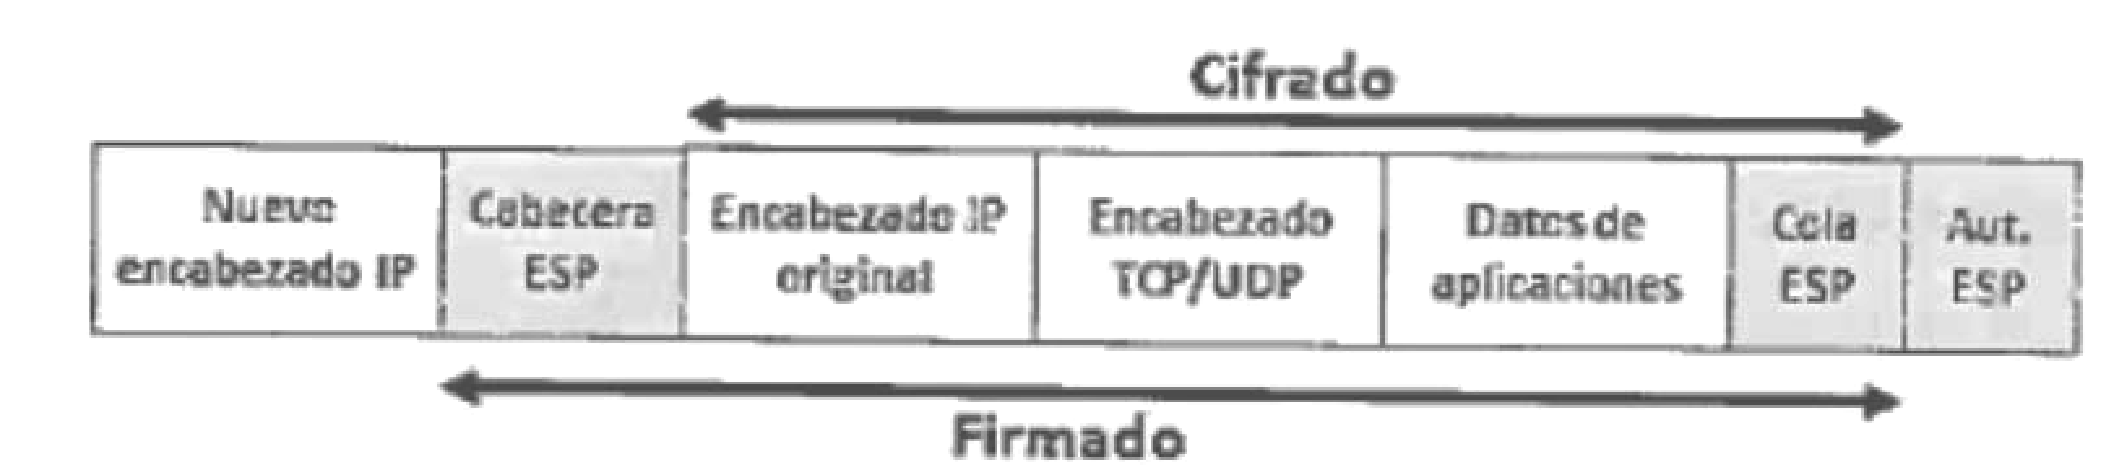 Cifrado
Nuevo
encabezado IP
Cabecera
ESP
Encabezado IP
original
Encabezado
TCP/UDP
Datos de
aplicaciones
Cola
ESP
Aut.
ESP
Firmado